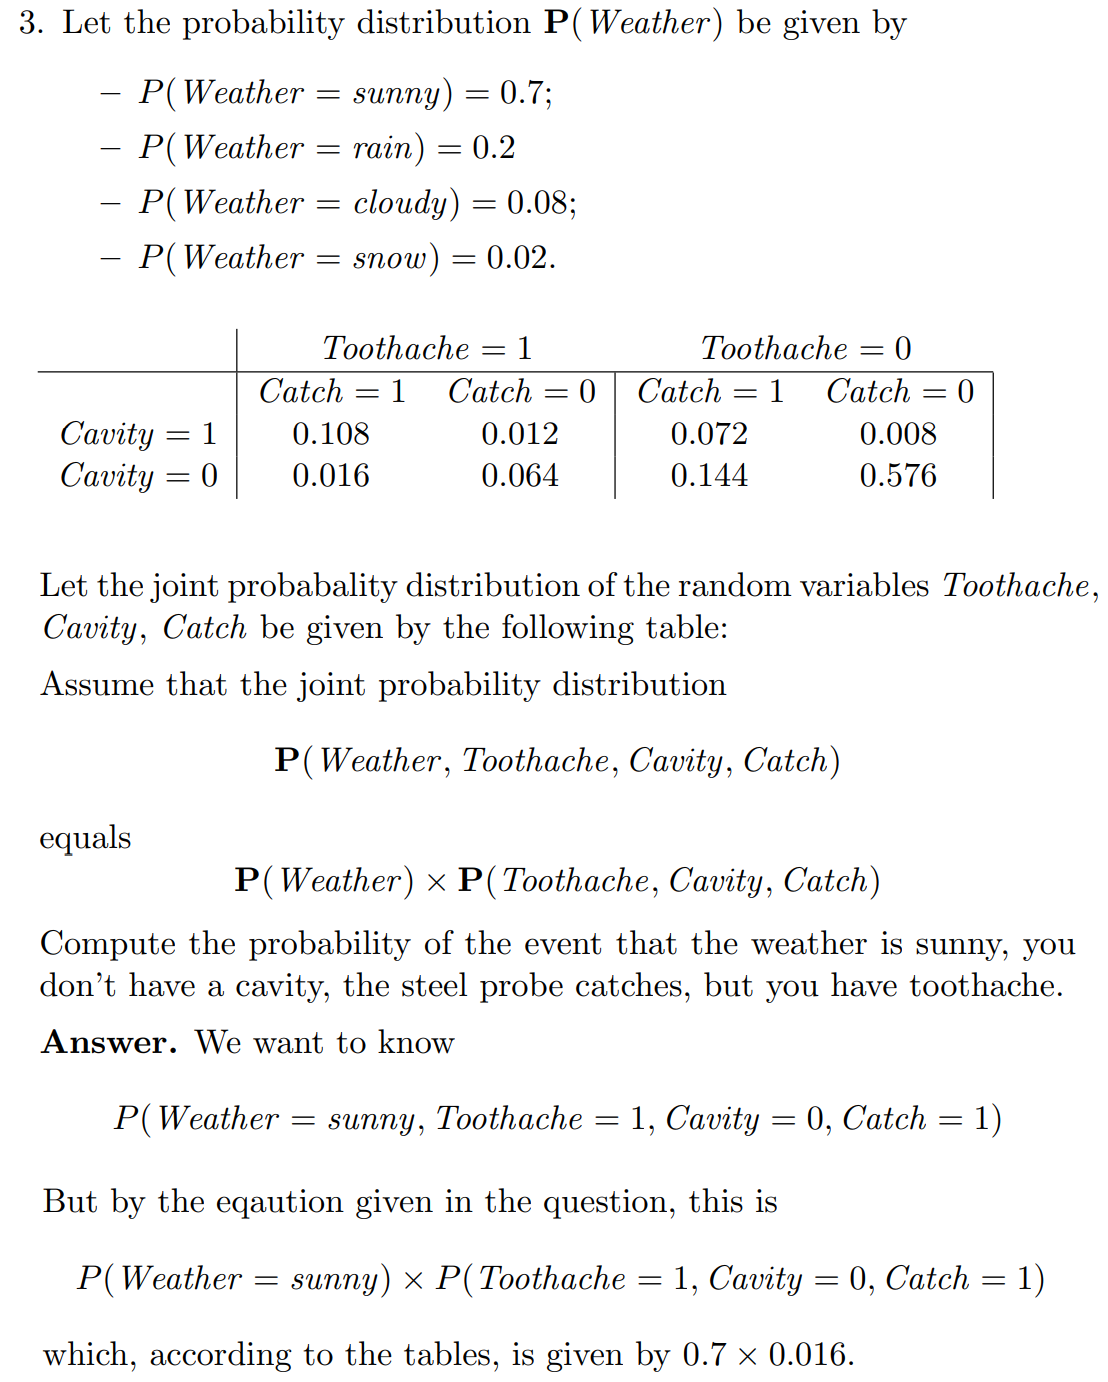 3. Let the probability distribution P(Weather) be given by
– P(Weather = sunny) = 0.7;
– P(Weather = rain) = 0.2
– P(Weather = cloudy) = 0.08;
– P(Weather = snow) = 0.02.
Toothache = 1 Toothache = 0
Catch = 1 Catch = 0 Catch = 1 Catch = 0
Cavity = 1 0.108 0.012 0.072 0.008
Cavity = 0 0.016 0.064 0.144 0.576
Let the joint probabality distribution of the random variables Toothache,
Cavity, Catch be given by the following table:
Assume that the joint probability distribution
P(Weather, Toothache, Cavity, Catch)
equals
P(Weather) × P(Toothache, Cavity, Catch)
Compute the probability of the event that the weather is sunny, you
don't have a cavity, the steel probe catches, but you have toothache.
Answer. We want to know
P(Weather = sunny, Toothache = 1, Cavity = 0, Catch = 1)
But by the eqaution given in the question, this is
P(Weather = sunny) × P(Toothache = 1, Cavity = 0, Catch = 1)
which, according to the tables, is given by 0.7 × 0.016.